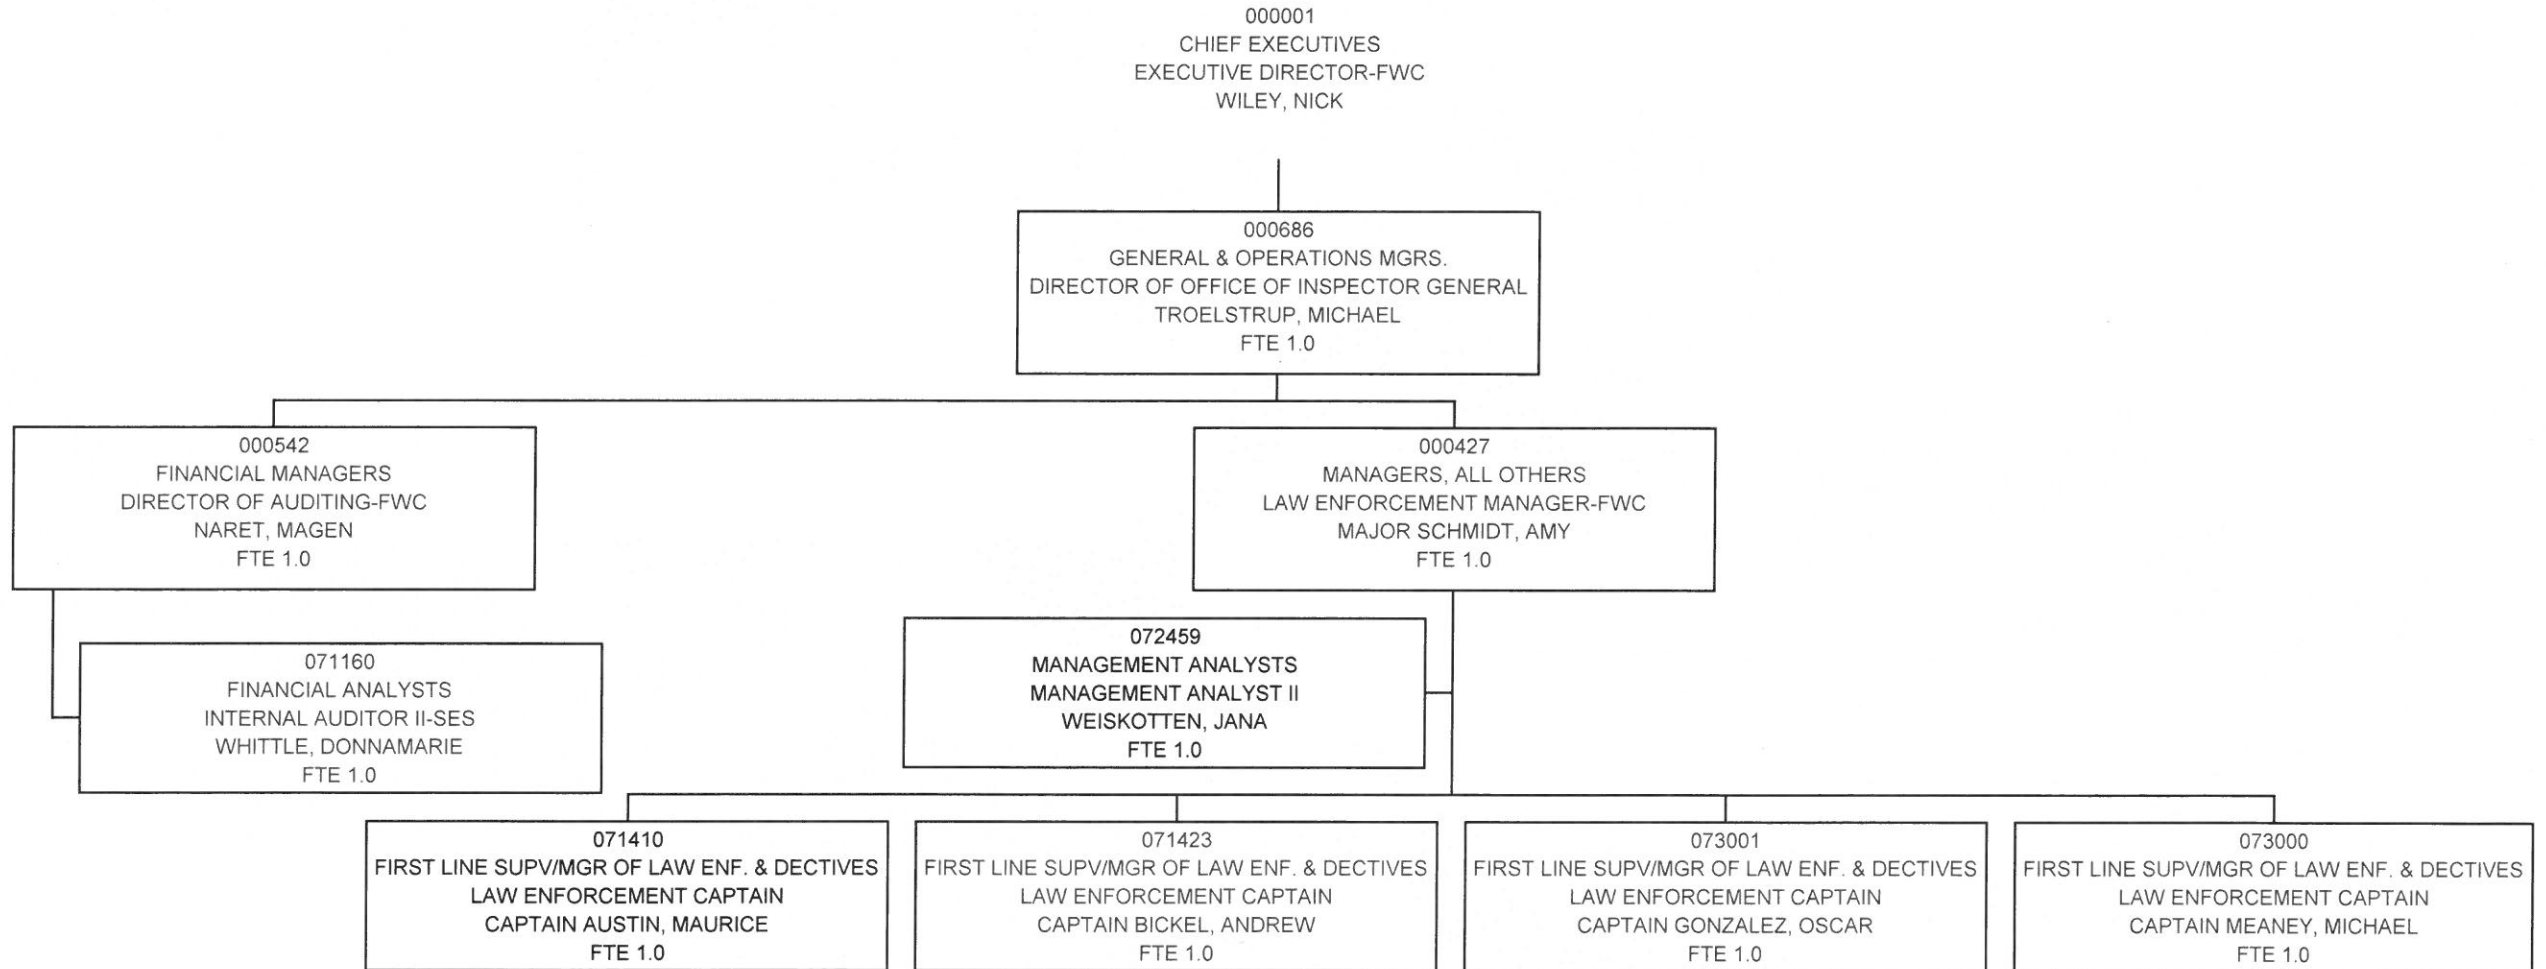 000001
CHIEF EXECUTIVES
EXECUTIVE DIRECTOR-FWC
WILEY, NICK
000686
GENERAL & OPERATIONS MGRS.
DIRECTOR OF OFFICE OF INSPECTOR GENERAL
TROELSTRUP, MICHAEL
FTE 1.0
000542
FINANCIAL MANAGERS
DIRECTOR OF AUDITING-FWC
NARET, MAGEN
FTE 1.0
000427
MANAGERS, ALL OTHERS
LAW ENFORCEMENT MANAGER-FWC
MAJOR SCHMIDT, AMY
FTE 1.0
071160
FINANCIAL ANALYSTS
INTERNAL AUDITOR II-SES
WHITTLE, DONNAMARIE
FTE 1.0
072459
MANAGEMENT ANALYSTS
MANAGEMENT ANALYST II
WEISKOTTEN, JANA
FTE 1.0
071410
FIRST LINE SUPV/MGR OF LAW ENF. & DECTIVES
LAW ENFORCEMENT CAPTAIN
CAPTAIN AUSTIN, MAURICE
FTE 1.0
071423
FIRST LINE SUPV/MGR OF LAW ENF. & DECTIVES
LAW ENFORCEMENT CAPTAIN
CAPTAIN BICKEL, ANDREW
FTE 1.0
073001
FIRST LINE SUPV/MGR OF LAW ENF. & DECTIVES
LAW ENFORCEMENT CAPTAIN
CAPTAIN GONZALEZ, OSCAR
FTE 1.0
073000
FIRST LINE SUPV/MGR OF LAW ENF. & DECTIVES
LAW ENFORCEMENT CAPTAIN
CAPTAIN MEANEY, MICHAEL
FTE 1.0